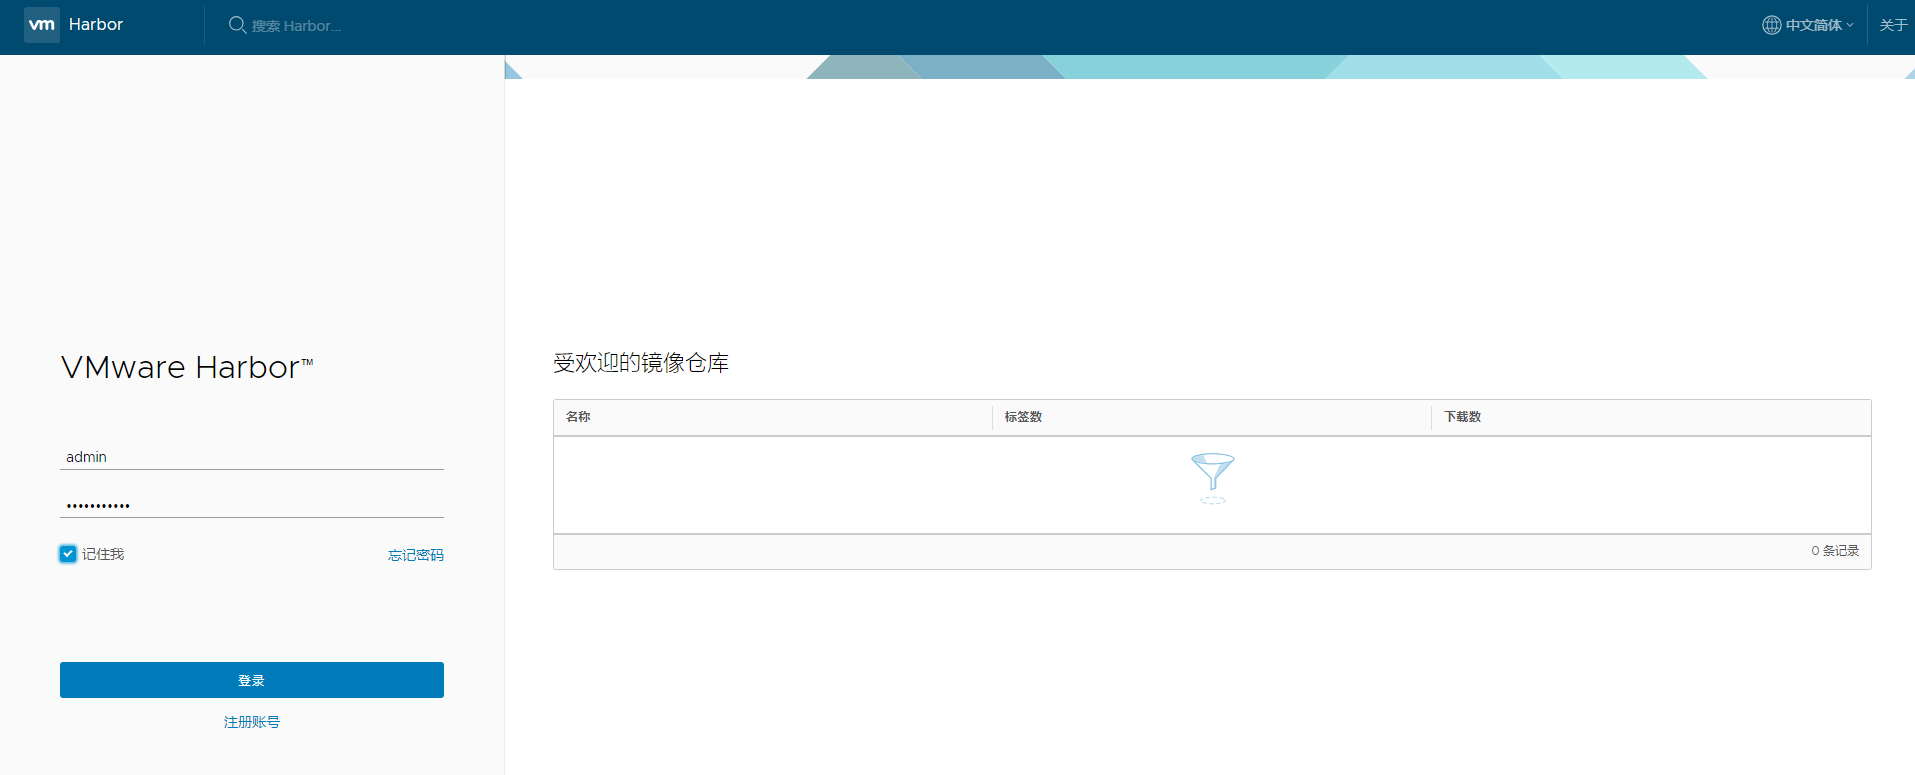 vm Harbor
搜索 Harbor...
中文简体
关于
VMware Harbor™
admin
•••••••••••
记住我
忘记密码
登录
注册账号
受欢迎的镜像仓库
名称 标签数 下载数
0 条记录